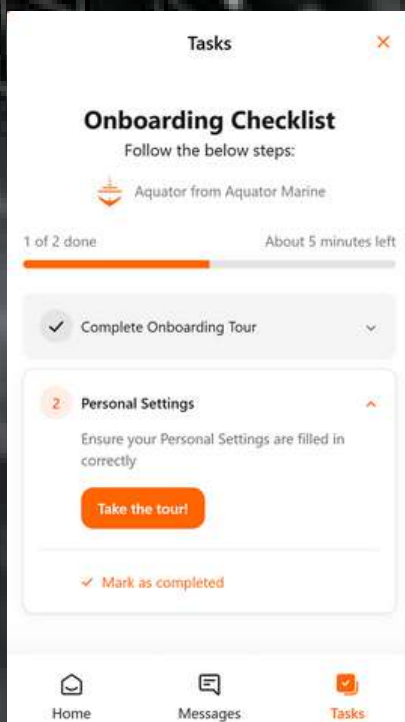 Tasks
Onboarding Checklist
Follow the below steps:
Aquator from Aquator Marine
1 of 2 done
About 5 minutes left
Complete Onboarding Tour
2 Personal Settings
Ensure your Personal Settings are filled in
correctly
Take the tour!
Mark as completed
Home
Messages
Tasks